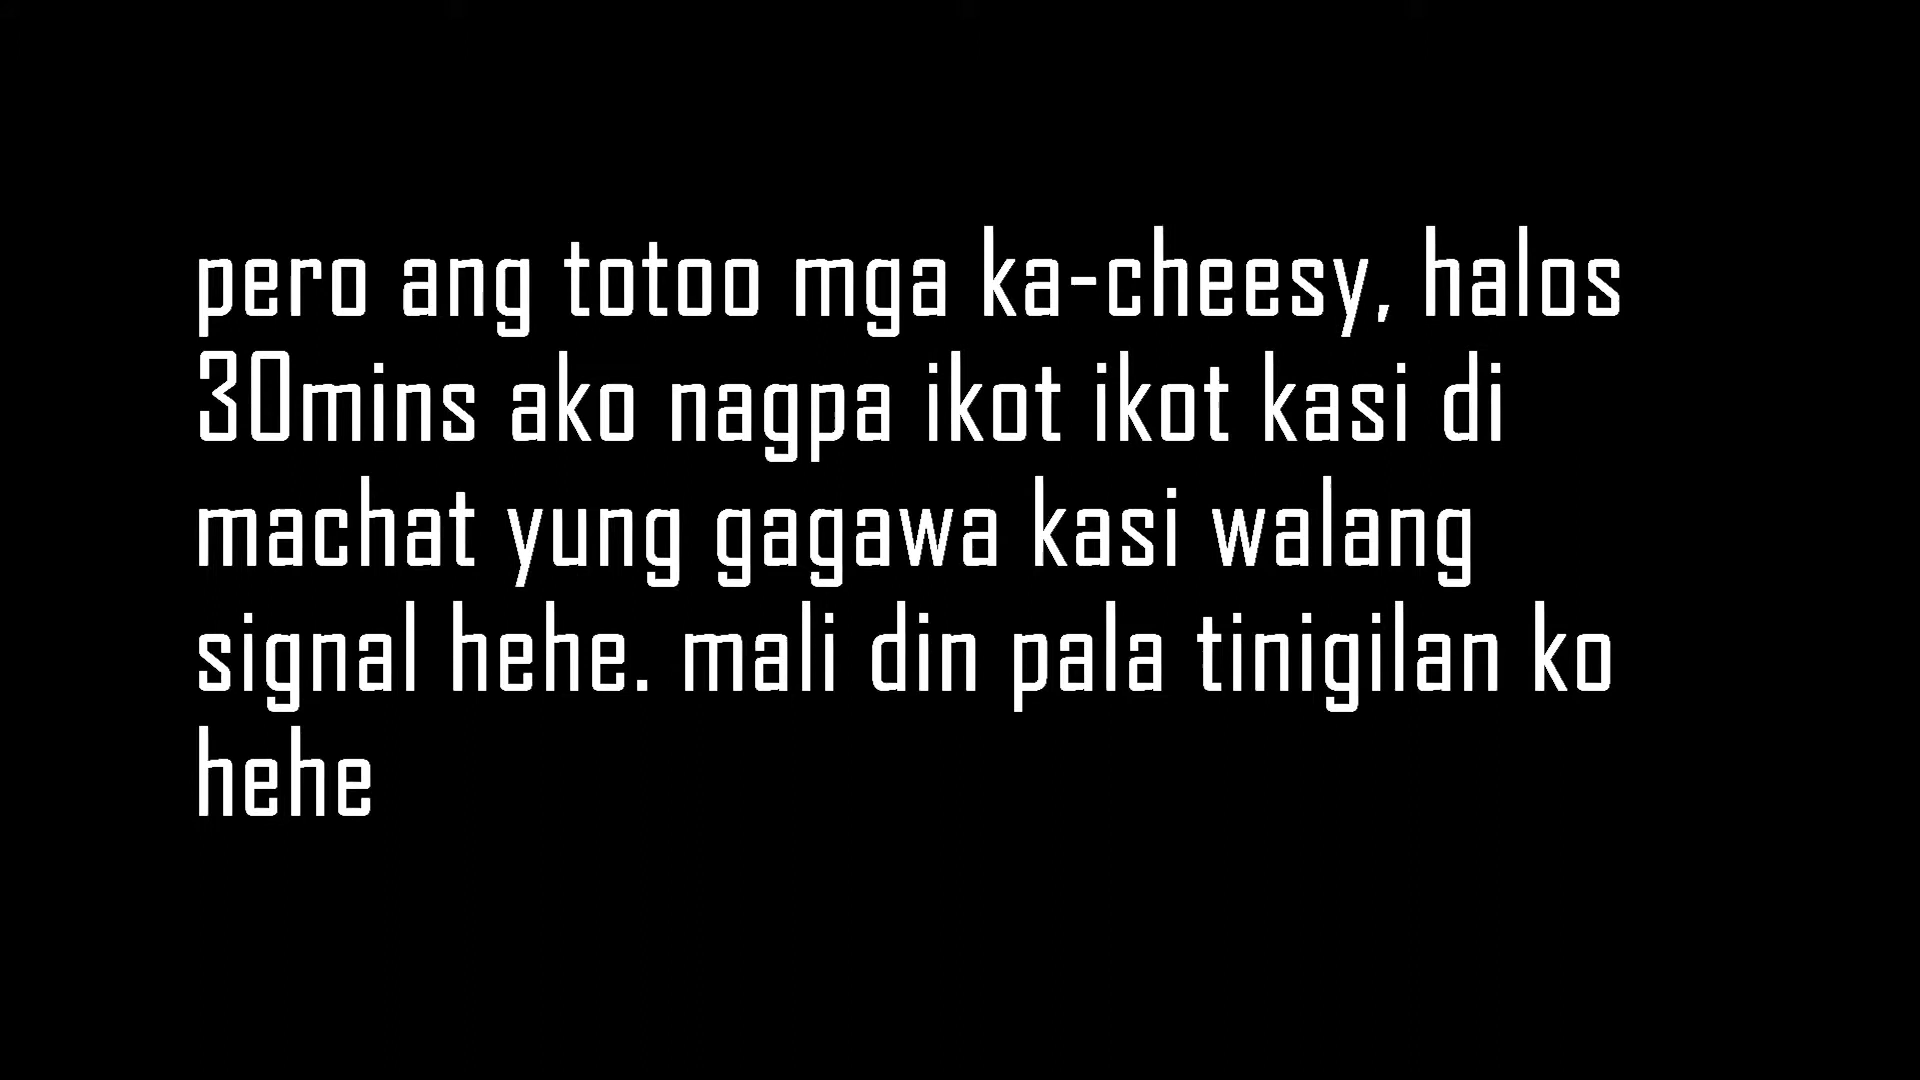 pero ang totoo mga ka-cheesy, halos
30mins ako nagpa ikot ikot kasi di
machat yung gagawa kasi walang
signal hehe. mali din pala tinigilan ko
hehe